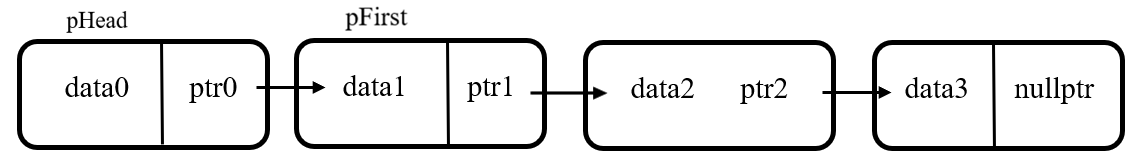 pHead pFirst
data0 ptr0 data1 ptr1 data2 ptr2 data3 nullptr